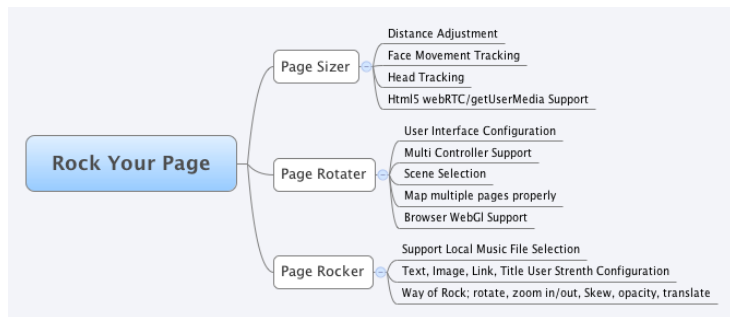 Rock Your Page
Page Sizer
Distance Adjustment
Face Movement Tracking
Head Tracking
Html5 webRTC/getUserMedia Support
Page Rotater
User Interface Configuration
Multi Controller Support
Scene Selection
Map multiple pages properly
Browser WebGl Support
Page Rocker
Support Local Music File Selection
Text, Image, Link, Title User Strenth Configuration
Way of Rock; rotate, zoom in/out, Skew, opacity, translate